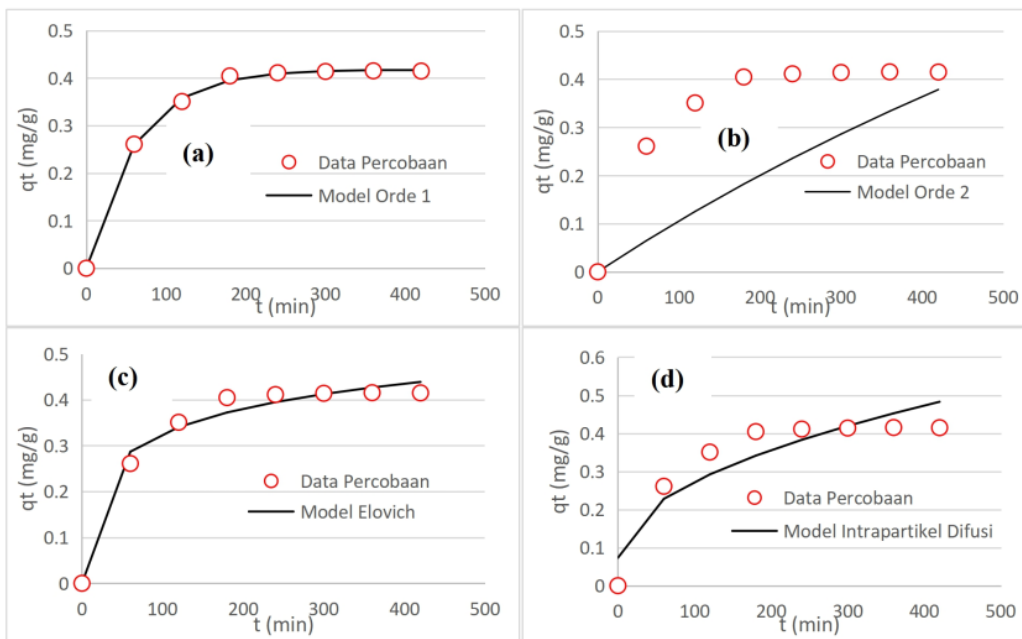 0.5
0.4
0.3
0.2
0.1
0
qt (mg/g)
(a)
Data Percobaan
Model Orde 1
0 100 200 300 400 500
t (min)
0.5
0.4
0.3
0.2
0.1
0
qt (mg/g)
(b)
Data Percobaan
Model Orde 2
0 100 200 300 400 500
t (min)
0.5
0.4
0.3
0.2
0.1
0
qt (mg/g)
(c)
Data Percobaan
Model Elovich
0 100 200 300 400 500
t (min)
0.6
0.5
0.4
0.3
0.2
0.1
0
qt (mg/g)
(d)
Data Percobaan
Model Intrapartikel Difusi
0 100 200 300 400 500
t (min)